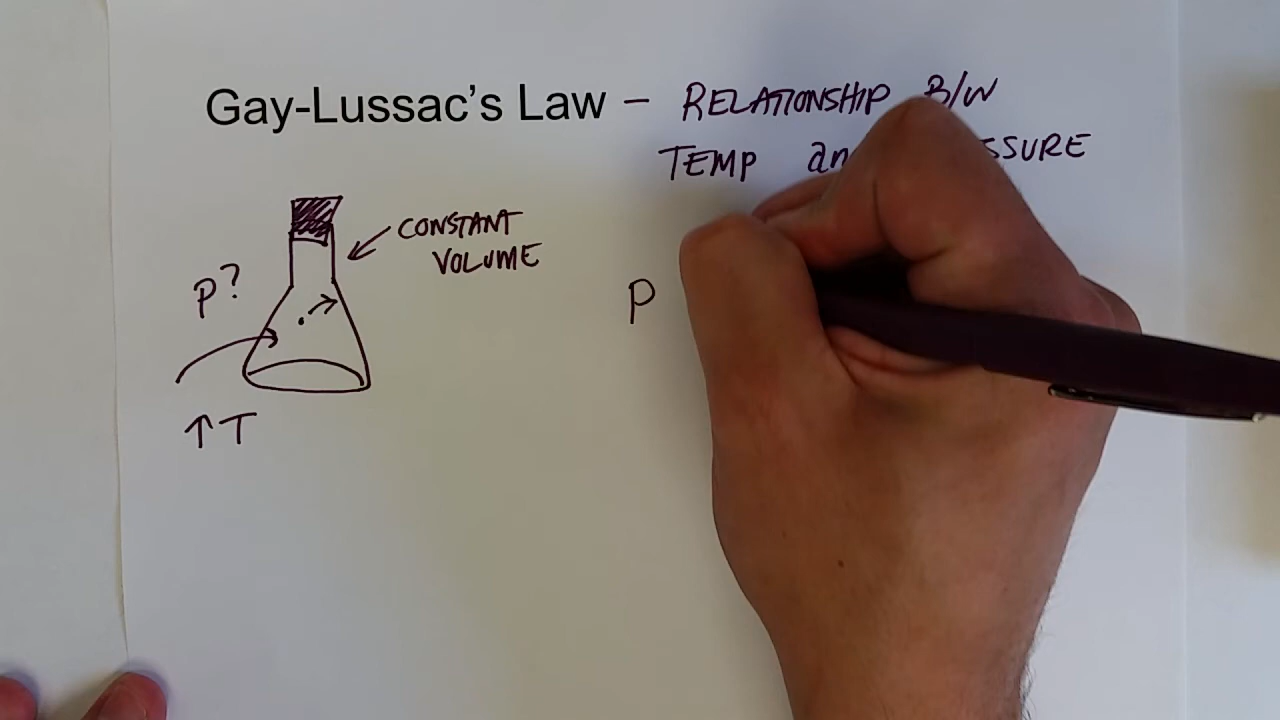 Gay-Lussac's Law – RELATIONSHIP B/W
TEMP
CONSTANT
VOLUME
P?
P
↑T